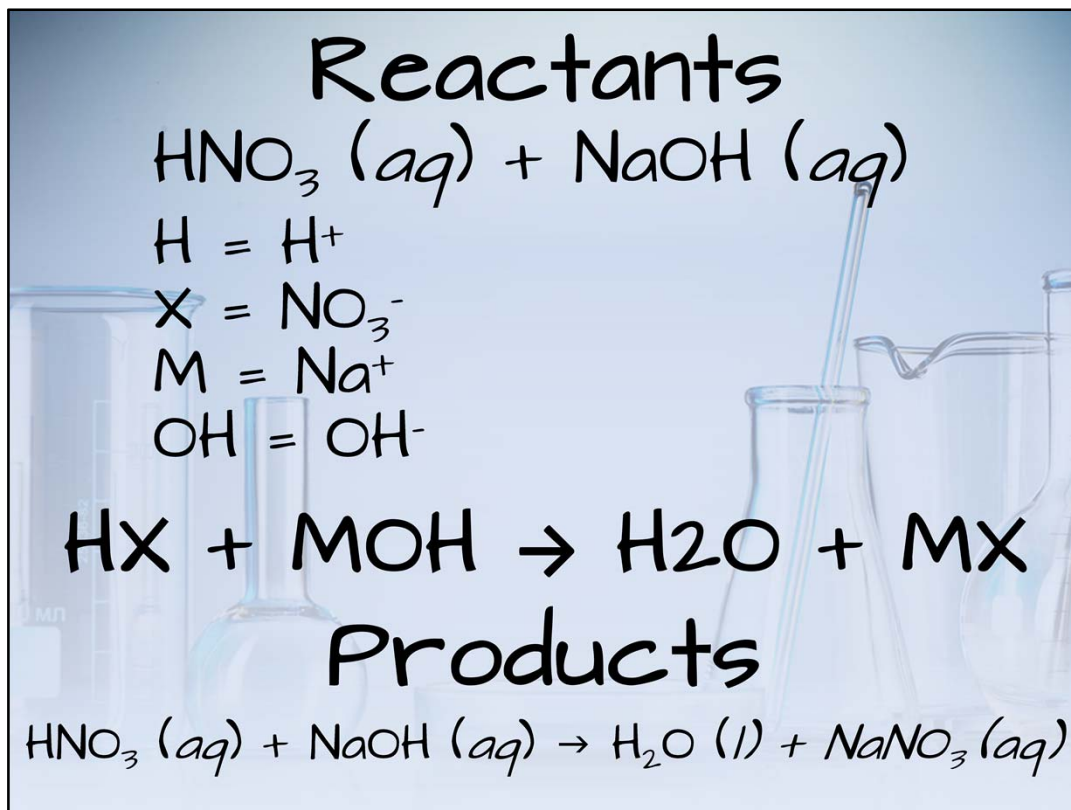 Reactants
HNO₃ (aq) + NaOH (aq)
H = H⁺
X = NO₃⁻
M = Na⁺
OH = OH⁻
HX + MOH → H2O + MX
Products
HNO₃ (aq) + NaOH (aq) → H₂O (l) + NaNO₃ (aq)